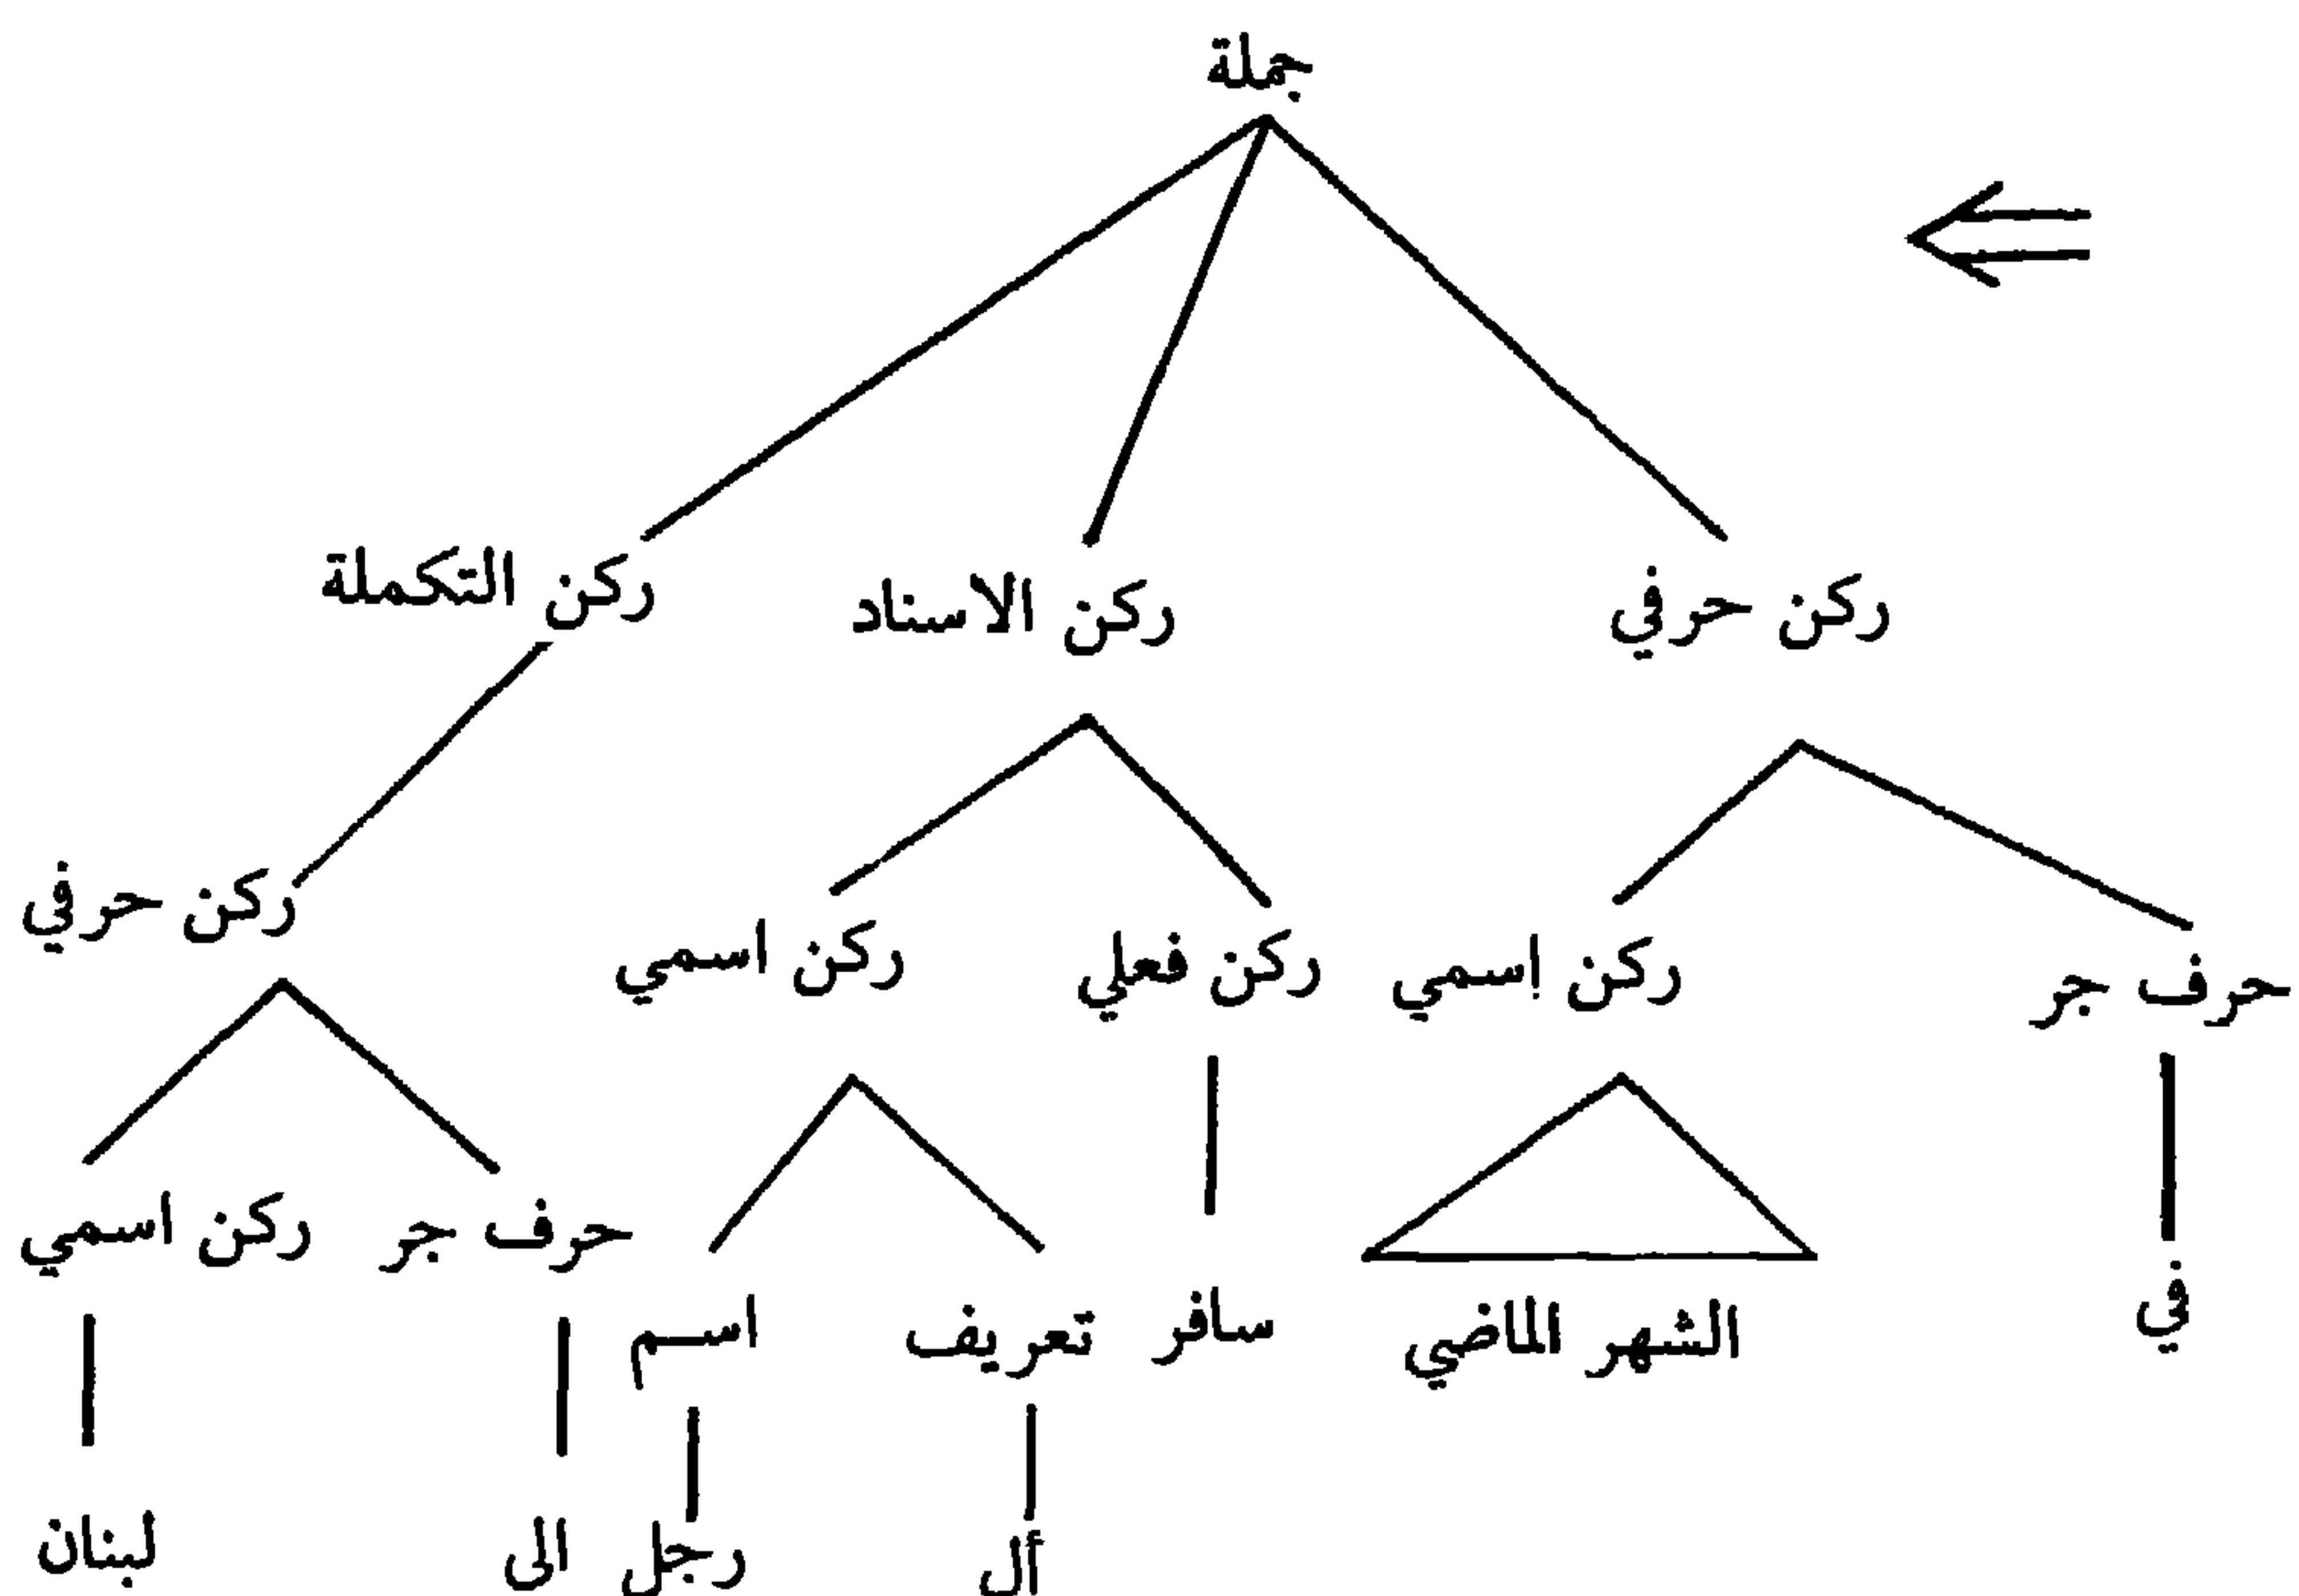 جملة
ركن حرفي ركن الاسناد ركن التكملة
حرف جر ركن إسمي ركن فعلي ركن اسمي ركن حرفي
حرف جر ركن اسمي
في الشهر الماضي سافر تعريف اسم
أل رجل الى لبنان